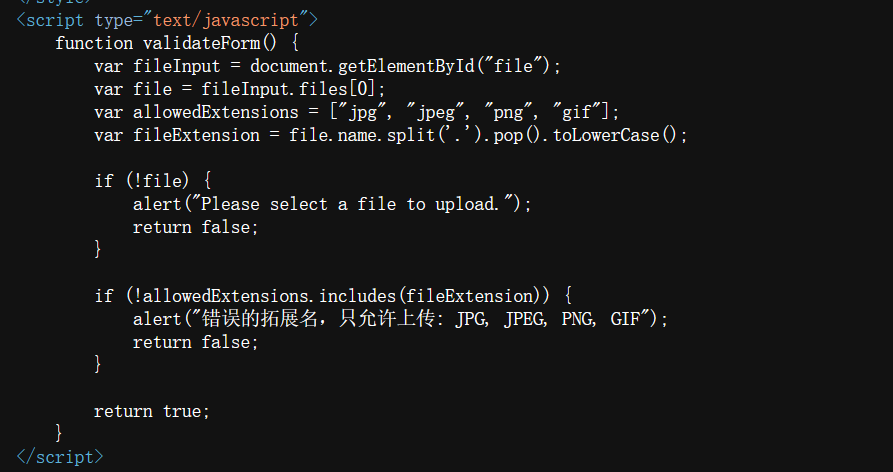 </style>
<script type="text/javascript">
function validateForm() {
var fileInput = document.getElementById("file");
var file = fileInput.files[0];
var allowedExtensions = ["jpg", "jpeg", "png", "gif"];
var fileExtension = file.name.split('.').pop().toLowerCase();
if (!file) {
alert("Please select a file to upload.");
return false;
}
if (!allowedExtensions.includes(fileExtension)) {
alert("错误的拓展名，只允许上传: JPG, JPEG, PNG, GIF");
return false;
}
return true;
}
</script>